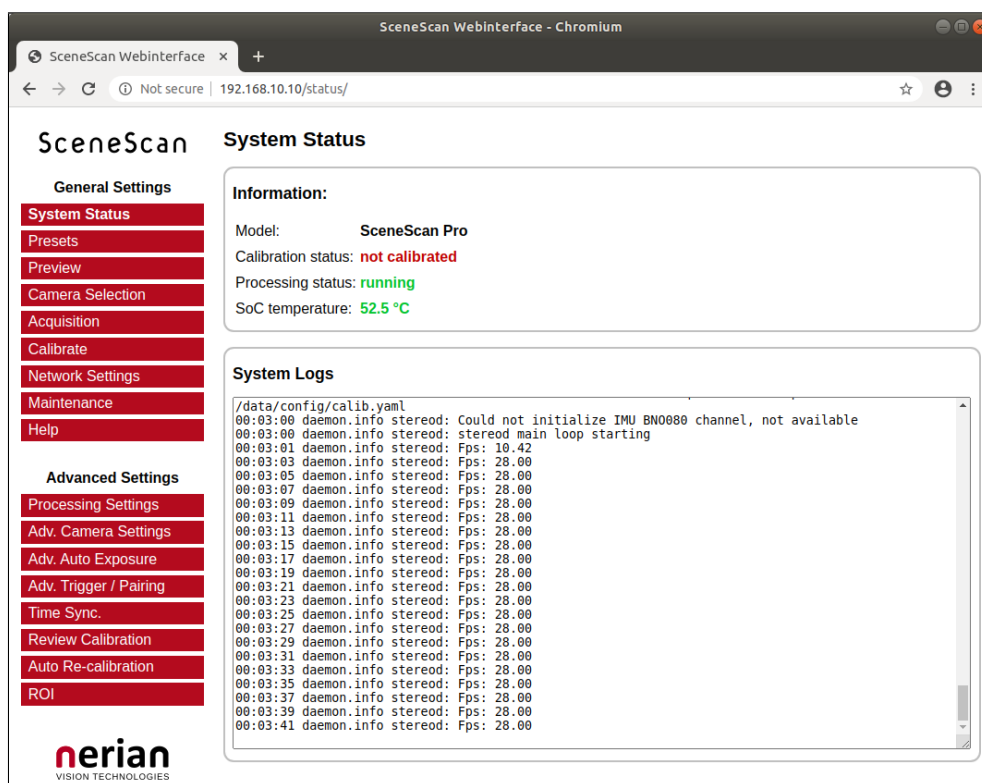 SceneScan Webinterface - Chromium
SceneScan Webinterface
Not secure 192.168.10.10/status/
SceneScan
General Settings
System Status
Presets
Preview
Camera Selection
Acquisition
Calibrate
Network Settings
Maintenance
Help
Advanced Settings
Processing Settings
Adv. Camera Settings
Adv. Auto Exposure
Adv. Trigger / Pairing
Time Sync.
Review Calibration
Auto Re-calibration
ROI
nerian
VISION TECHNOLOGIES
System Status
Information:
Model: SceneScan Pro
Calibration status: not calibrated
Processing status: running
SoC temperature: 52.5 °C
System Logs
/data/config/calib.yaml
00:03:00 daemon.info stereod: Could not initialize IMU BNO080 channel, not available
00:03:00 daemon.info stereod: stereod main loop starting
00:03:01 daemon.info stereod: Fps: 10.42
00:03:03 daemon.info stereod: Fps: 28.00
00:03:05 daemon.info stereod: Fps: 28.00
00:03:07 daemon.info stereod: Fps: 28.00
00:03:09 daemon.info stereod: Fps: 28.00
00:03:11 daemon.info stereod: Fps: 28.00
00:03:13 daemon.info stereod: Fps: 28.00
00:03:15 daemon.info stereod: Fps: 28.00
00:03:17 daemon.info stereod: Fps: 28.00
00:03:19 daemon.info stereod: Fps: 28.00
00:03:21 daemon.info stereod: Fps: 28.00
00:03:23 daemon.info stereod: Fps: 28.00
00:03:25 daemon.info stereod: Fps: 28.00
00:03:27 daemon.info stereod: Fps: 28.00
00:03:29 daemon.info stereod: Fps: 28.00
00:03:31 daemon.info stereod: Fps: 28.00
00:03:33 daemon.info stereod: Fps: 28.00
00:03:35 daemon.info stereod: Fps: 28.00
00:03:37 daemon.info stereod: Fps: 28.00
00:03:39 daemon.info stereod: Fps: 28.00
00:03:41 daemon.info stereod: Fps: 28.00